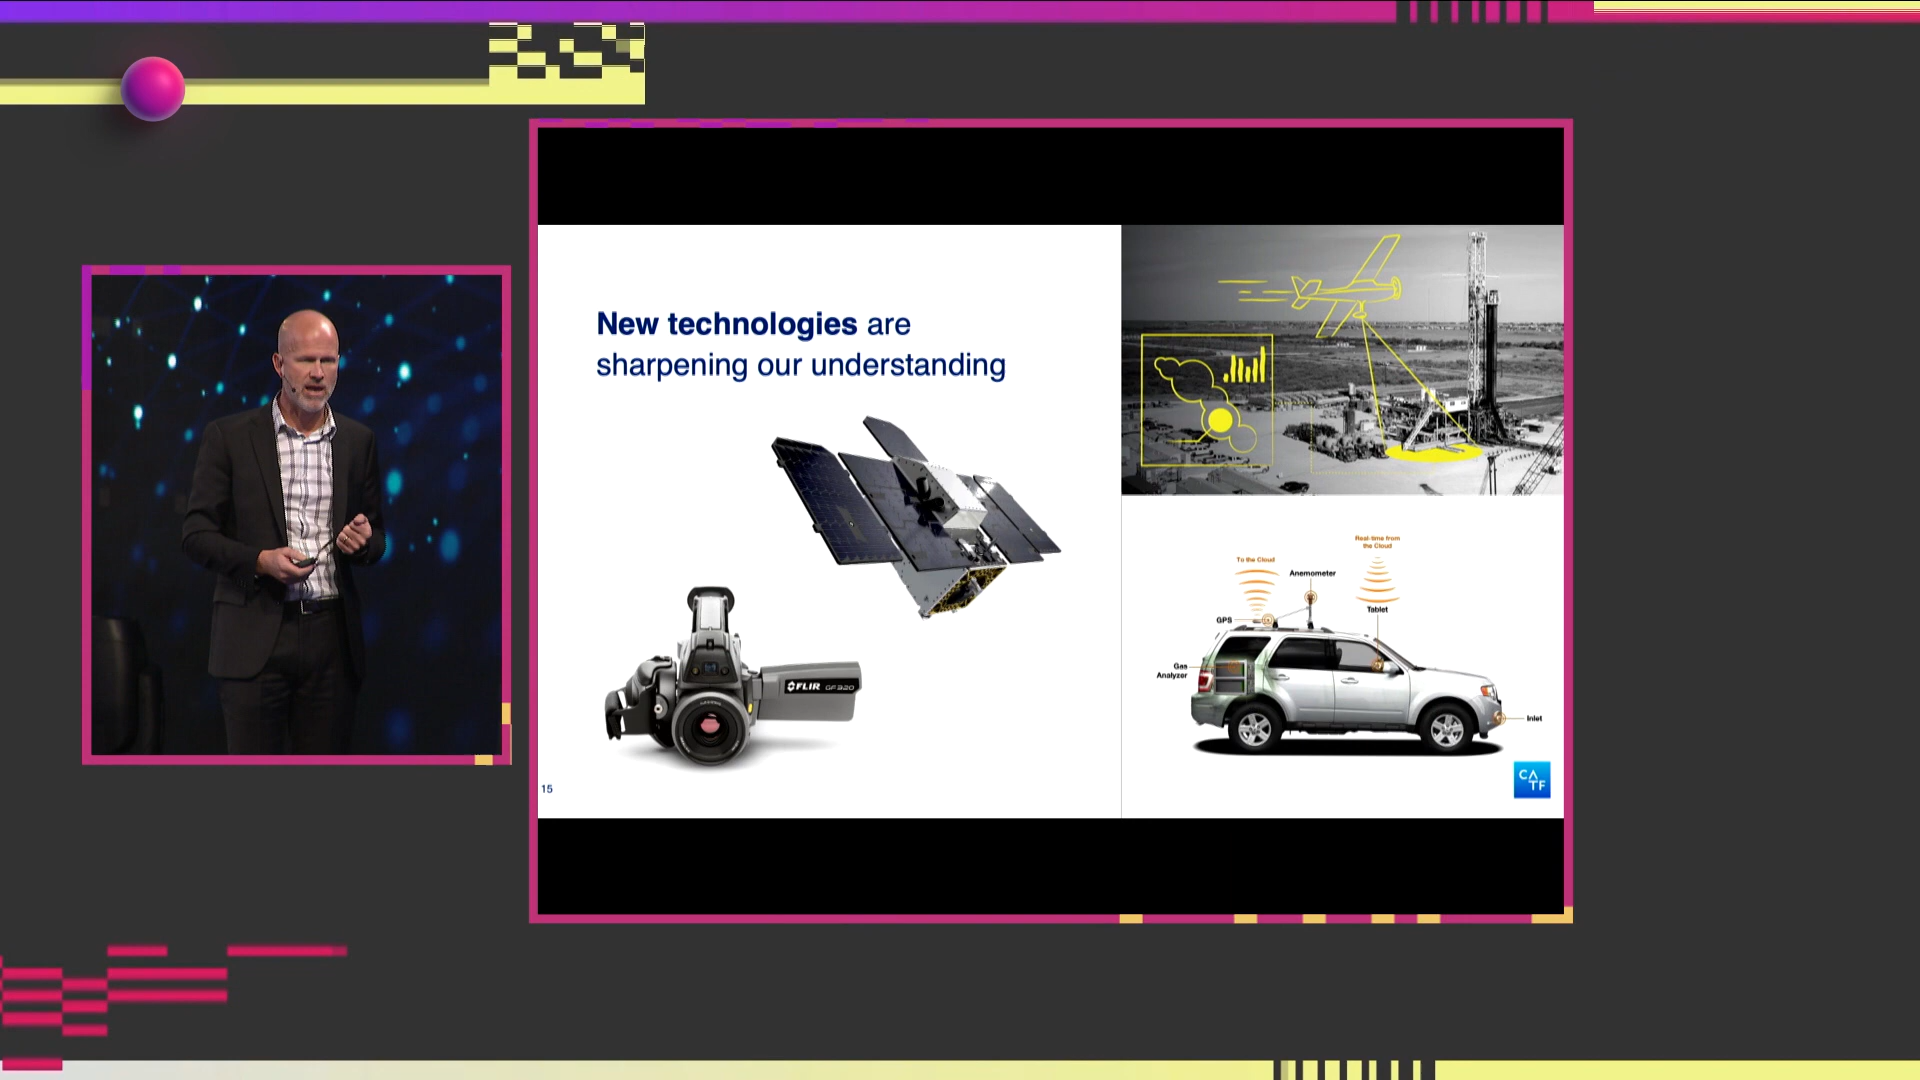 New technologies are
sharpening our understanding
FLIR GF320
15
To the Cloud
Real-time from
the Cloud
Anemometer
Tablet
GPS
Gas
Analyzer
Inlet
CA
TF